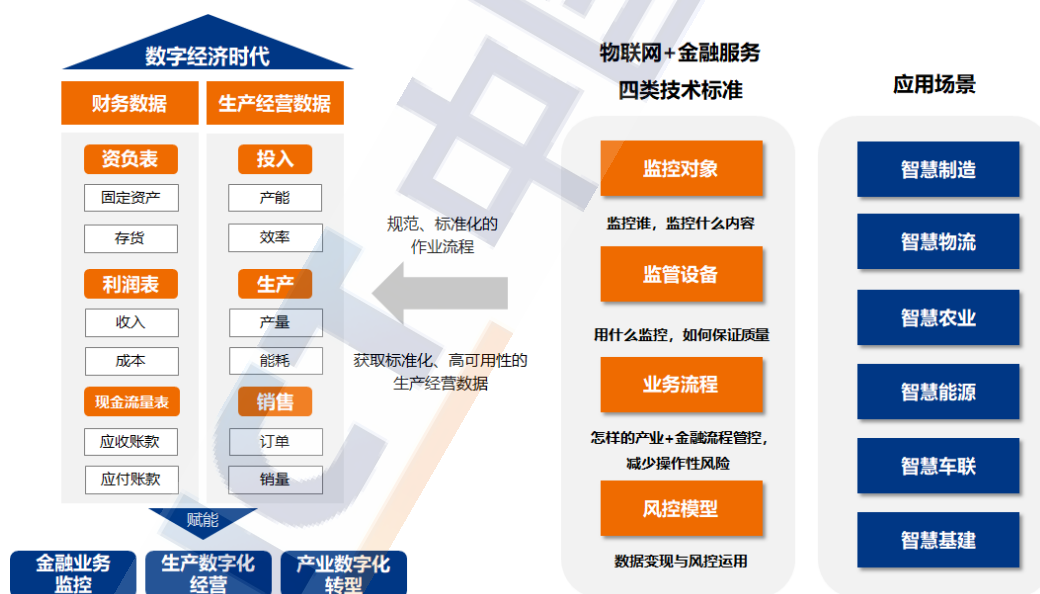 数字经济时代
财务数据
生产经营数据
资负表
固定资产
存货
利润表
收入
成本
现金流量表
应收账款
应付账款
投入
产能
效率
生产
产量
能耗
销售
订单
销量
赋能
金融业务
监控
生产数字化
经营
产业数字化
转型
规范、标准化的
作业流程
获取标准化、高可用性的
生产经营数据
物联网+金融服务
四类技术标准
监控对象
监控谁，监控什么内容
监管设备
用什么监控，如何保证质量
业务流程
怎样的产业+金融流程管控，
减少操作性风险
风控模型
数据变现与风控运用
应用场景
智慧制造
智慧物流
智慧农业
智慧能源
智慧车联
智慧基建